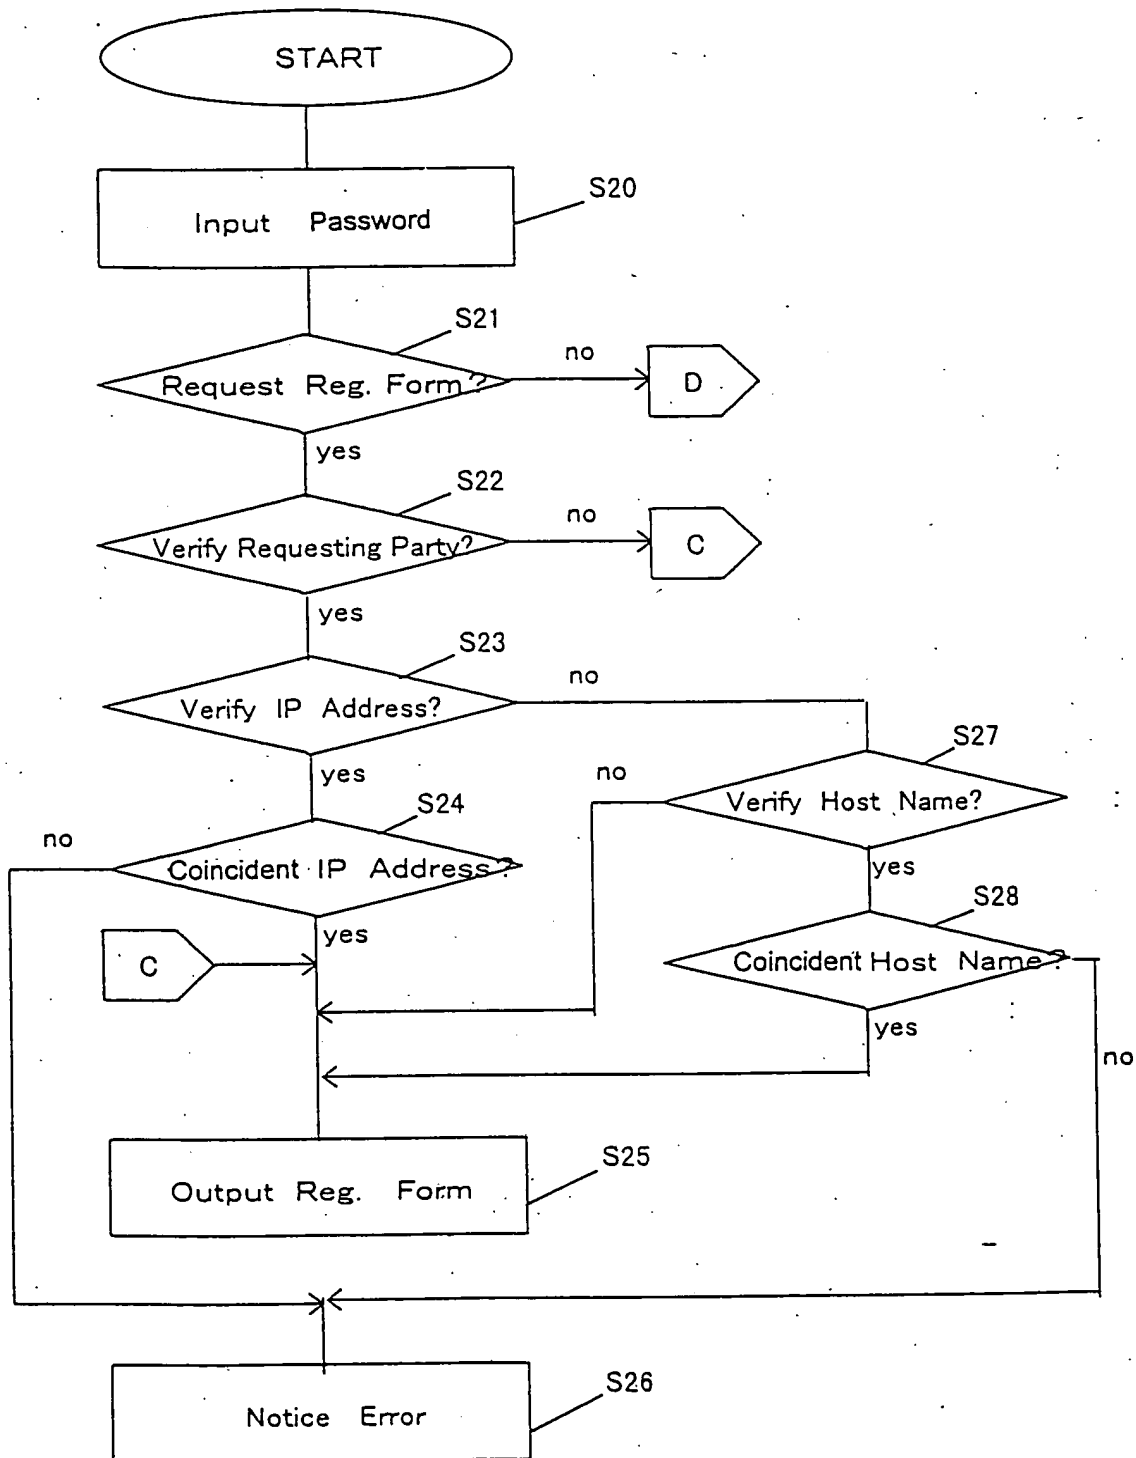 START
Input Password
S20
S21
Request Reg. Form?
no
D
yes
S22
Verify Requesting Party?
no
C
yes
S23
Verify IP Address?
no
yes
S27
Verify Host Name?
no
yes
S24
Coincident IP Address?
no
yes
S28
Coincident Host Name?
C
yes
no
S25
Output Reg. Form
S26
Notice Error